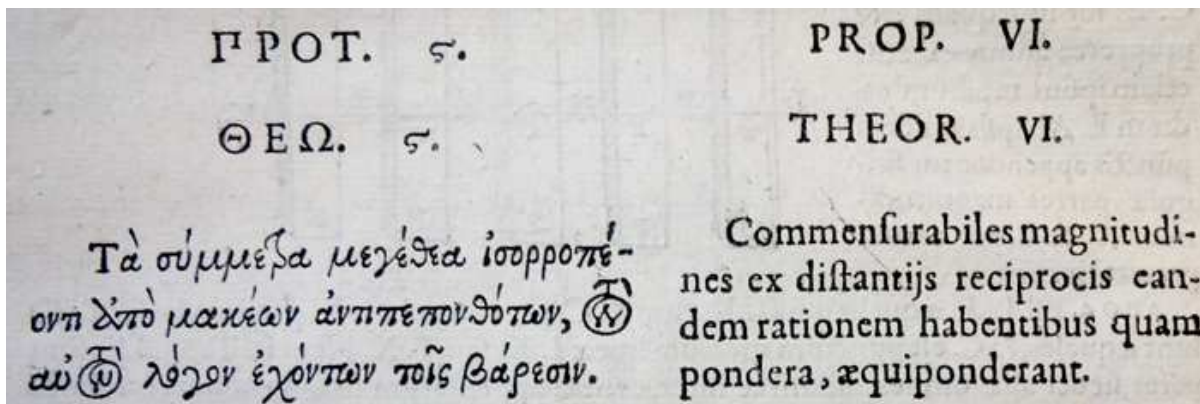 ΠΡΟΤ. ϛ.
ΘΕΩ. ϛ.
Τὰ σύμμετρα μεγέθεα ἰσορροπέ-
οντι ἀπὸ μακέων ἀντιπεπονθότων, τὸν
αὐτὸν λόγον ἐχόντων τοῖς βάρεσιν.
PROP. VI.
THEOR. VI.
Commenſurabiles magnitudi-
nes ex diſtantijs reciprocis ean-
dem rationem habentibus quam
pondera, æquiponderant.